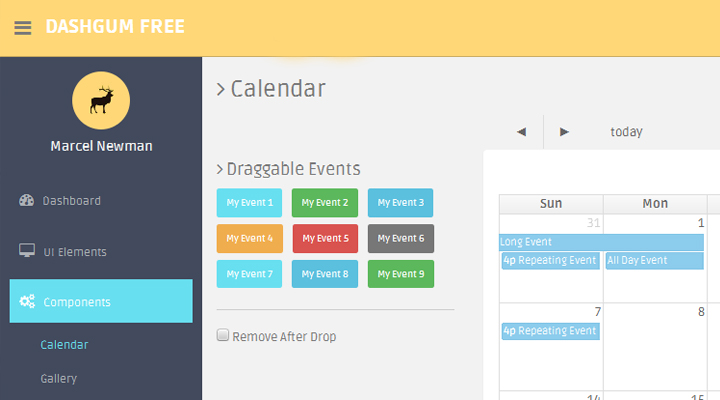 DASHGUM FREE
Marcel Newman
Dashboard
UI Elements
Components
Calendar
Gallery
Calendar
Draggable Events
My Event 1 My Event 2 My Event 3
My Event 4 My Event 5 My Event 6
My Event 7 My Event 8 My Event 9
Remove After Drop
today
Sun Mon
31 1
Long Event
4p Repeating Event All Day Event
7 8
4p Repeating Event
14 15